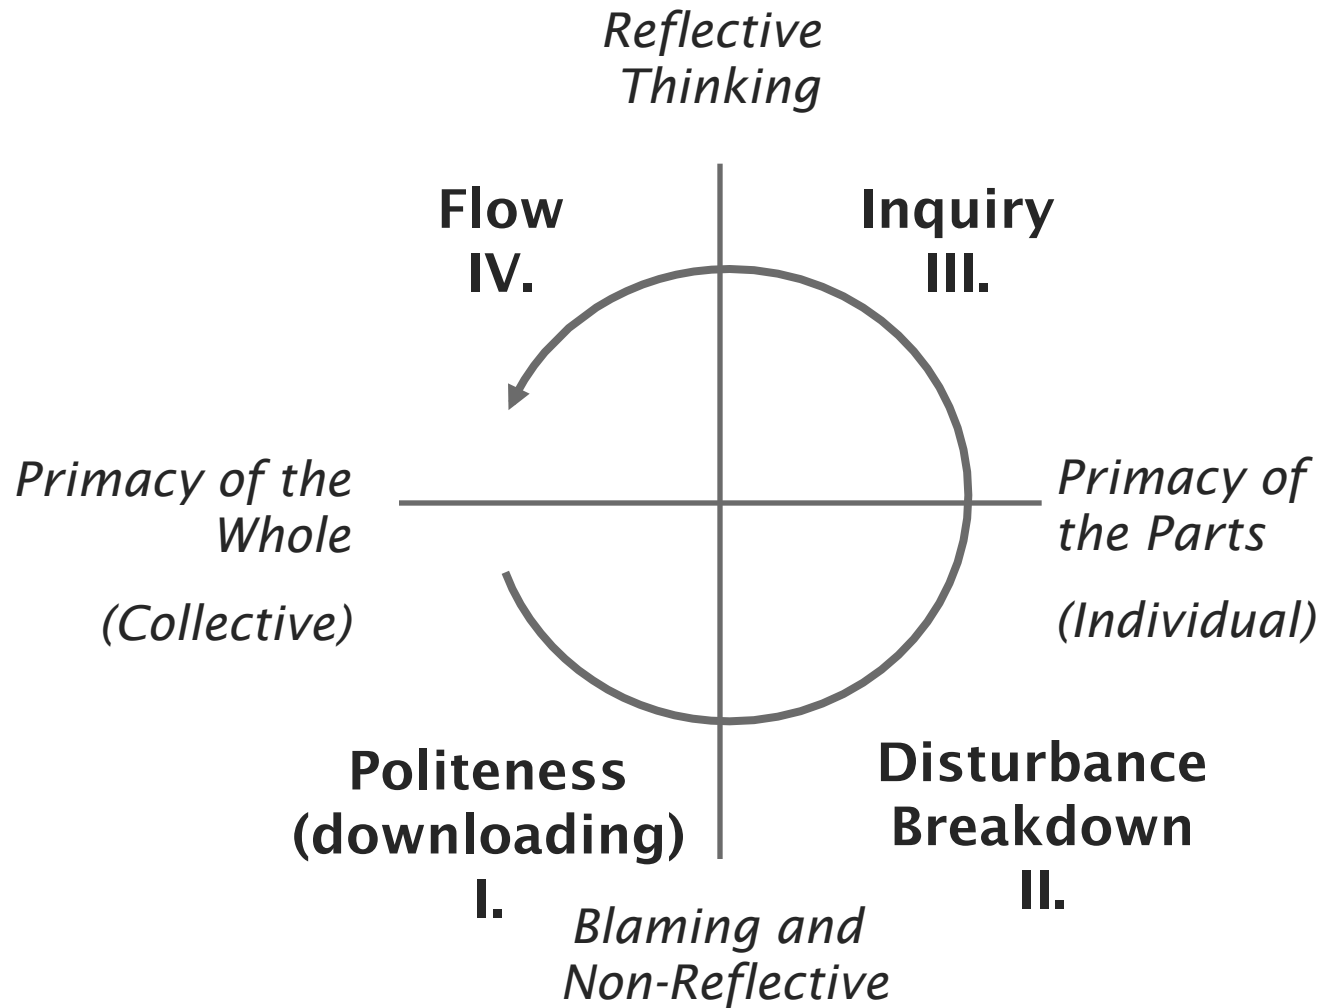 Reflective
Thinking
Flow
IV.
Inquiry
III.
Primacy of the
Whole
(Collective)
Primacy of
the Parts
(Individual)
Politeness
(downloading)
I.
Disturbance
Breakdown
II.
Blaming and
Non-Reflective